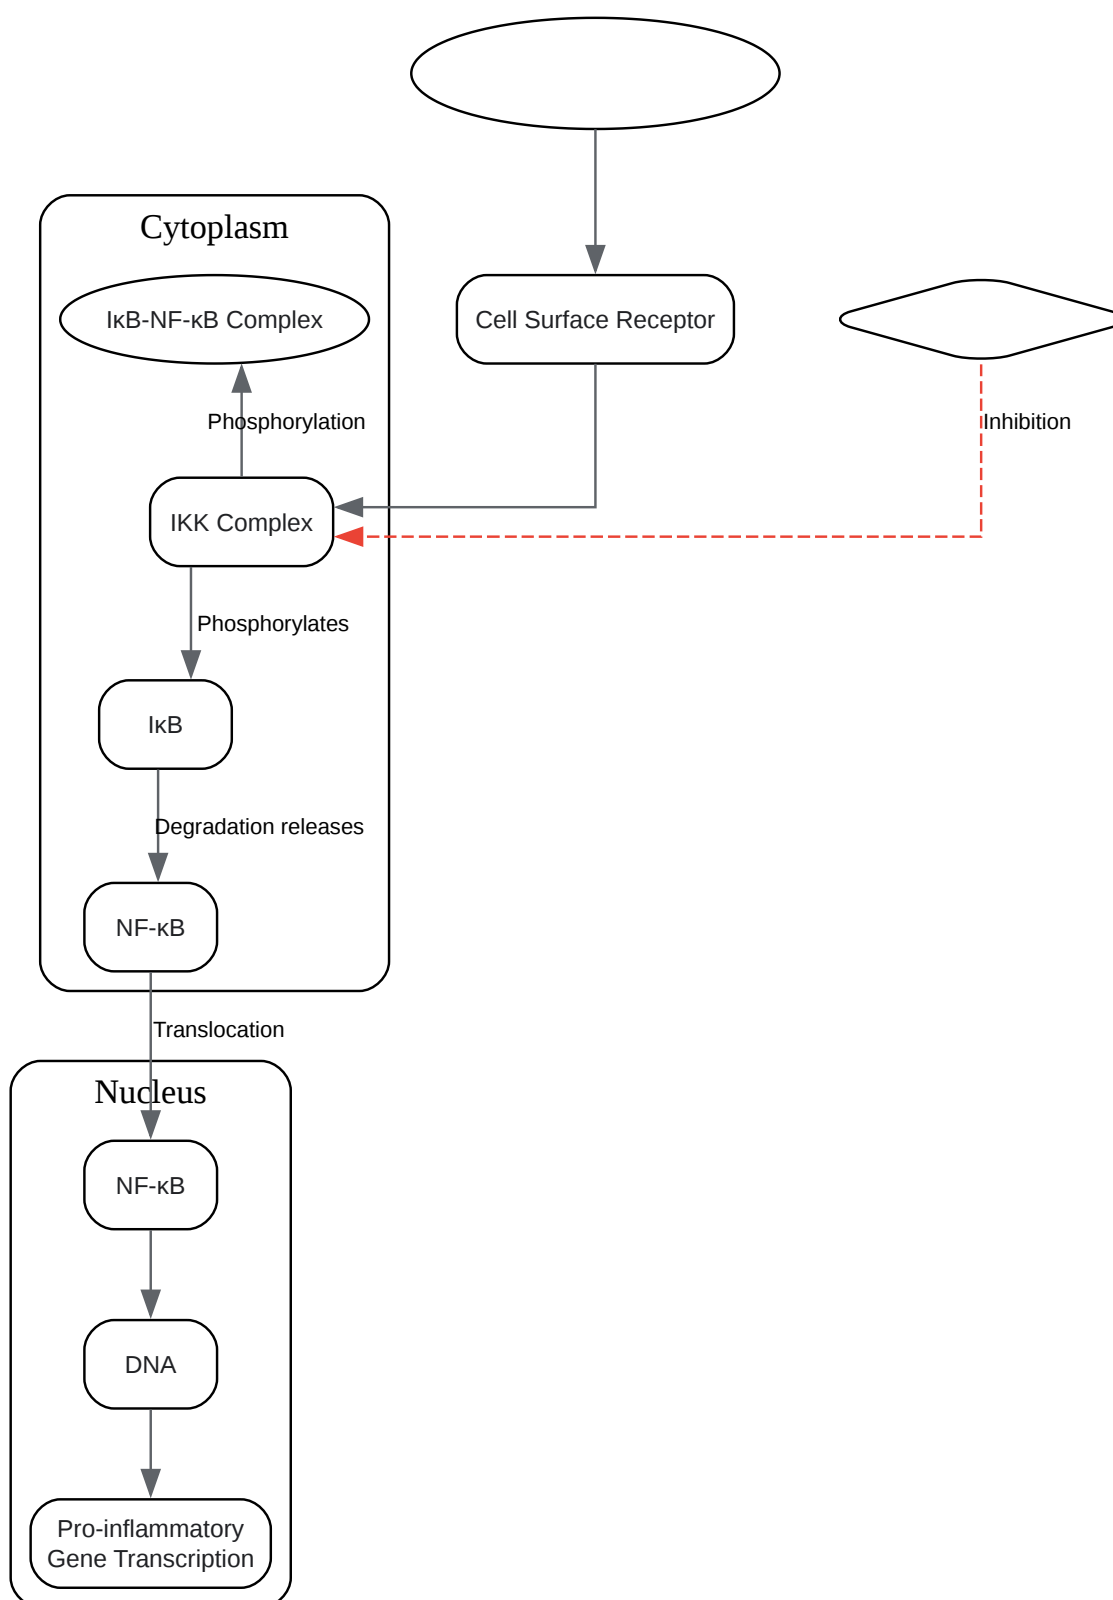 Cytoplasm
IκB-NF-κB Complex
Cell Surface Receptor
Phosphorylation
Inhibition
IKK Complex
Phosphorylates
IκB
Degradation releases
NF-κB
Translocation
Nucleus
NF-κB
DNA
Pro-inflammatory
Gene Transcription